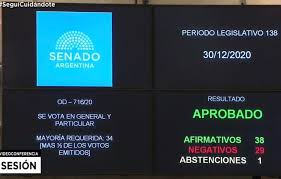 #SeguiCuidándote
SENADO
ARGENTINA
PERIODO LEGISLATIVO 138
30/12/2020
OD - 716/20
SE VOTA EN GENERAL Y
PARTICULAR
MAYORÍA REQUERIDA: 34
[MAS ½ DE LOS VOTOS
EMITIDOS]
RESULTADO
APROBADO
AFIRMATIVOS 38
NEGATIVOS 29
ABSTENCIONES 1
VIDEOCONFERENCIA
SESIÓN